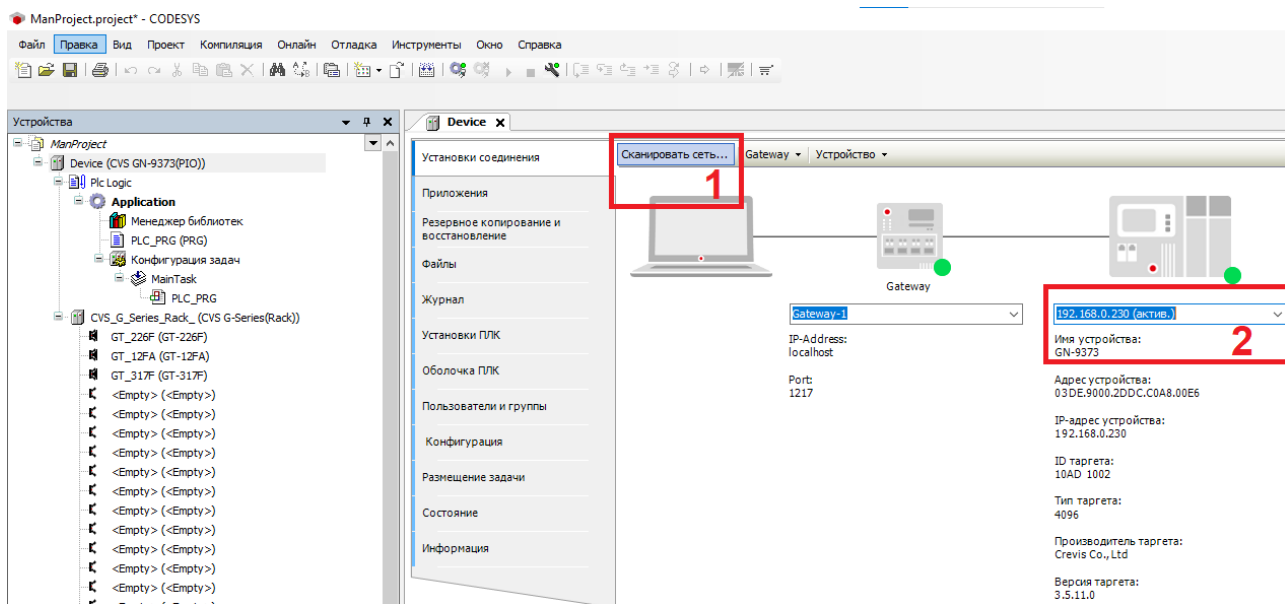 ManProject.project* - CODESYS
Файл Правка Вид Проект Компиляция Онлайн Отладка Инструменты Окно Справка
Устройства
ManProject
Device (CVS GN-9373(PIO))
Plc Logic
Application
Менеджер библиотек
PLC_PRG (PRG)
Конфигурация задач
MainTask
PLC_PRG
CVS_G_Series_Rack_ (CVS G-Series(Rack))
GT_226F (GT-226F)
GT_12FA (GT-12FA)
GT_317F (GT-317F)
<Empty> (<Empty>)
<Empty> (<Empty>)
<Empty> (<Empty>)
<Empty> (<Empty>)
<Empty> (<Empty>)
<Empty> (<Empty>)
<Empty> (<Empty>)
<Empty> (<Empty>)
<Empty> (<Empty>)
<Empty> (<Empty>)
<Empty> (<Empty>)
Device
Установки соединения
Приложения
Резервное копирование и
восстановление
Файлы
Журнал
Установки ПЛК
Оболочка ПЛК
Пользователи и группы
Конфигурация
Размещение задачи
Состояние
Информация
Сканировать сеть... Gateway Устройство
1
Gateway
Gateway-1
IP-Address:
localhost
Port:
1217
192.168.0.230 (актив.)
2
Имя устройства:
GN-9373
Адрес устройства:
03DE.9000.2DDC.C0A8.00E6
IP-адрес устройства:
192.168.0.230
ID таргета:
10AD 1002
Тип таргета:
4096
Производитель таргета:
Crevis Co., Ltd
Версия таргета:
3.5.11.0